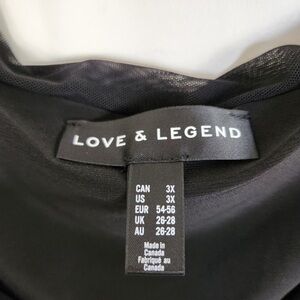 LOVE & LEGEND
CAN 3X
US 3X
EUR 54-56
UK 26-28
AU 26-28
Made in
Canada
Fabriqué au
Canada